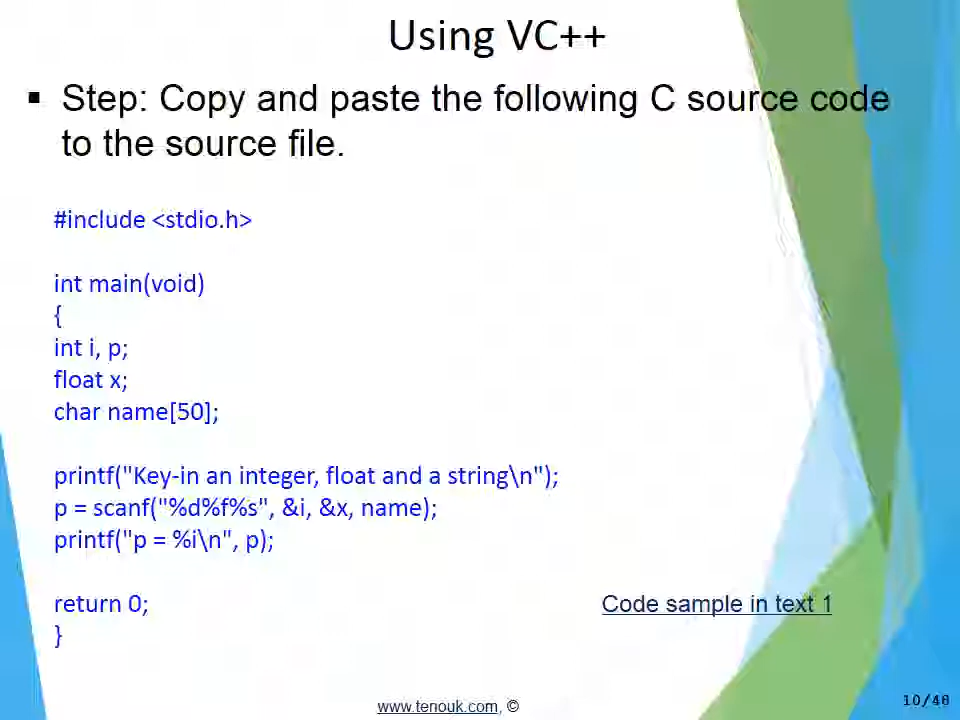 Using VC++
▪ Step: Copy and paste the following C source code
to the source file.
#include <stdio.h>
int main(void)
{
int i, p;
float x;
char name[50];
printf("Key-in an integer, float and a string\n");
p = scanf("%d%f%s", &i, &x, name);
printf("p = %i\n", p);
return 0;
Code sample in text 1
}
www.tenouk.com, ©
10/46